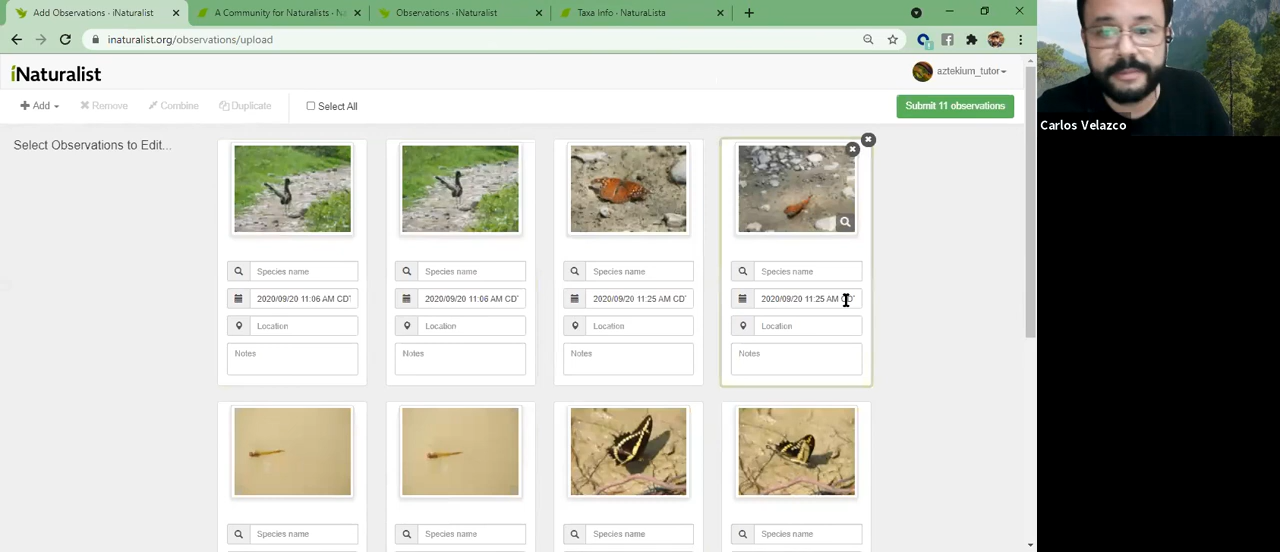 Add Observations · iNaturalist
A Community for Naturalists · Na
Observations · iNaturalist
Taxa Info - NaturaLista
inaturalist.org/observations/upload
iNaturalist
aztekium_tutor
Add
Remove
Combine
Duplicate
Select All
Submit 11 observations
Carlos Velazco
Select Observations to Edit...
Species name
Species name
Species name
Species name
2020/09/20 11:06 AM CDT
2020/09/20 11:06 AM CDT
2020/09/20 11:25 AM CDT
2020/09/20 11:25 AM CDT
Location
Location
Location
Location
Notes
Notes
Notes
Notes
Species name
Species name
Species name
Species name